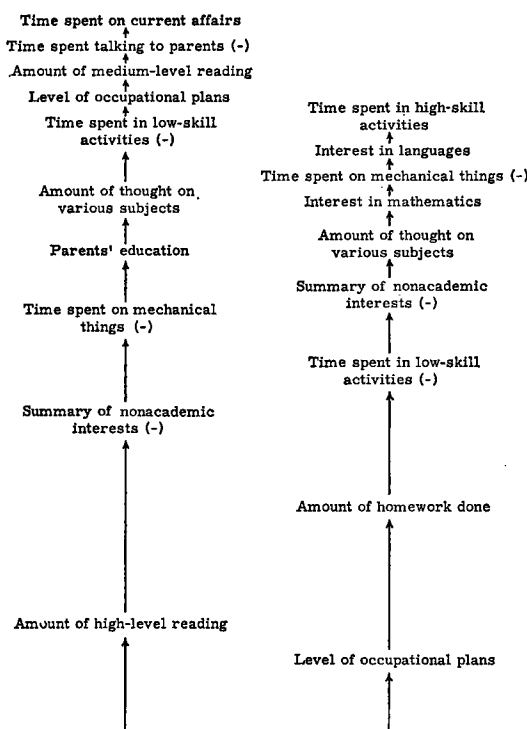 Time spent on current affairs
Time spent talking to parents (-)
Amount of medium-level reading
Level of occupational plans
Time spent in low-skill
activities (-)
Amount of thought on
various subjects
Parents' education
Time spent on mechanical
things (-)
Summary of nonacademic
interests (-)
Amount of high-level reading
Time spent in high-skill
activities
Interest in languages
Time spent on mechanical things (-)
Interest in mathematics
Amount of thought on
various subjects
Summary of nonacademic
interests (-)
Time spent in low-skill
activities (-)
Amount of homework done
Level of occupational plans